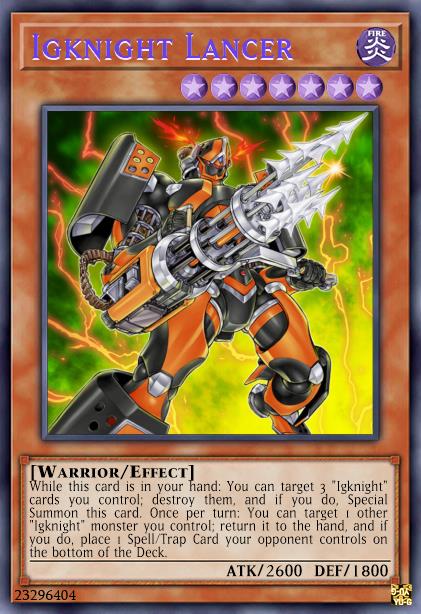 Igknight Lancer
FIRE
炎
[Warrior/Effect]
While this card is in your hand: You can target 3 "Igknight"
cards you control; destroy them, and if you do, Special
Summon this card. Once per turn: You can target 1 other
"Igknight" monster you control; return it to the hand, and if
you do, place 1 Spell/Trap Card your opponent controls on
the bottom of the Deck.
ATK/2600 DEF/1800
23296404